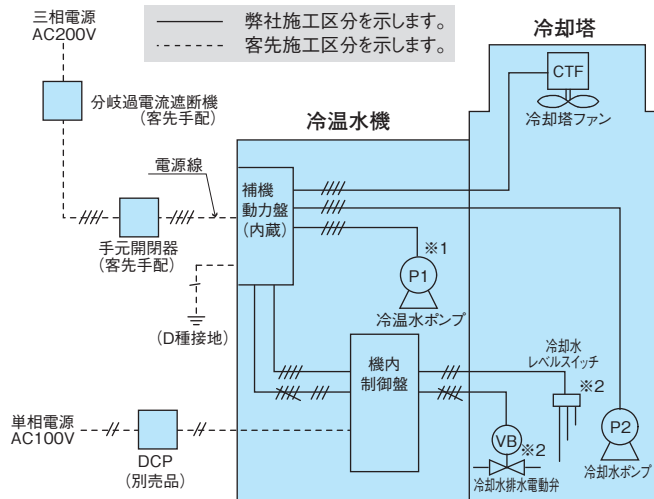 三相電源
AC200V
弊社施工区分を示します。
客先施工区分を示します。
冷却塔
CTF
冷却塔ファン
分岐過電流遮断機
(客先手配)
冷温水機
電源線
補機
動力盤
(内蔵)
手元開閉器
(客先手配)
※1
P1
冷温水ポンプ
(D種接地)
機内
制御盤
冷却水
レベルスイッチ
※2
単相電源
AC100V
DCP
(別売品)
VB
※2
冷却水排水電動弁
P2
冷却水ポンプ